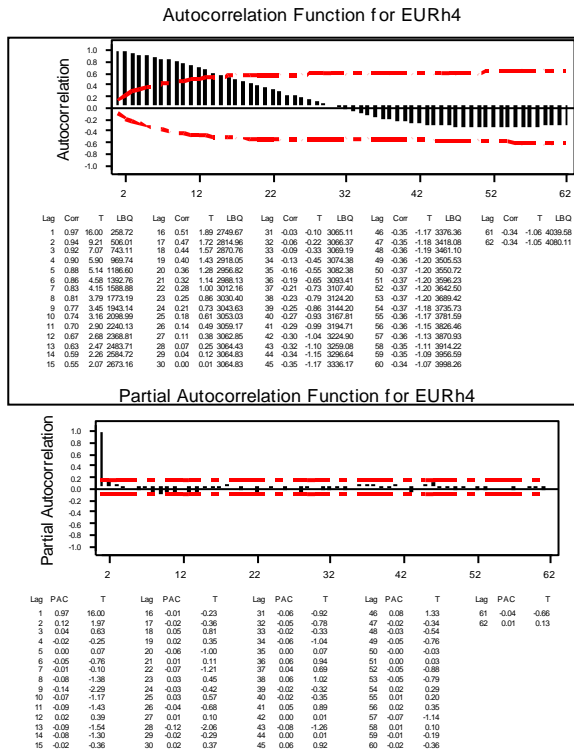 Autocorrelation Function for EURh4
Autocorrelation
1.0
0.8
0.6
0.4
0.2
0.0
-0.2
-0.4
-0.6
-0.8
-1.0
2 12 22 32 42 52 62
Lag Corr T LBQ Lag Corr T LBQ Lag Corr T LBQ Lag Corr T LBQ Lag Corr T LBQ
1 0.97 16.00 258.72 16 0.51 1.89 2749.67 31 -0.03 -0.10 3065.11 46 -0.35 -1.17 3376.36 61 -0.34 -1.06 4039.58
2 0.94 9.21 506.01 17 0.47 1.72 2814.96 32 -0.06 -0.22 3066.37 47 -0.35 -1.18 3418.08 62 -0.34 -1.05 4080.11
3 0.92 7.07 743.11 18 0.44 1.57 2870.76 33 -0.09 -0.33 3069.19 48 -0.36 -1.19 3461.10
4 0.90 5.90 969.74 19 0.40 1.43 2918.05 34 -0.13 -0.45 3074.38 49 -0.36 -1.20 3505.53
5 0.88 5.14 1186.60 20 0.36 1.28 2956.82 35 -0.16 -0.55 3082.38 50 -0.37 -1.20 3550.72
6 0.86 4.58 1392.76 21 0.32 1.14 2988.13 36 -0.19 -0.65 3093.41 51 -0.37 -1.20 3596.23
7 0.83 4.15 1588.88 22 0.28 1.00 3012.16 37 -0.21 -0.73 3107.40 52 -0.37 -1.20 3642.50
8 0.81 3.79 1773.19 23 0.25 0.86 3030.40 38 -0.23 -0.79 3124.20 53 -0.36 -1.20 3689.42
9 0.77 3.45 1943.14 24 0.21 0.73 3043.63 39 -0.25 -0.86 3144.20 54 -0.37 -1.18 3735.73
10 0.74 3.16 2098.99 25 0.18 0.61 3053.03 40 -0.27 -0.93 3167.81 55 -0.36 -1.17 3781.59
11 0.70 2.90 2240.13 26 0.14 0.49 3059.17 41 -0.29 -0.99 3194.71 56 -0.36 -1.15 3826.46
12 0.67 2.68 2368.81 27 0.11 0.38 3062.85 42 -0.30 -1.04 3224.90 57 -0.36 -1.13 3870.93
13 0.63 2.47 2483.71 28 0.07 0.25 3064.43 43 -0.32 -1.10 3259.08 58 -0.35 -1.11 3914.22
14 0.59 2.26 2584.72 29 0.04 0.12 3064.83 44 -0.34 -1.15 3296.64 59 -0.35 -1.09 3956.59
15 0.55 2.07 2673.16 30 0.00 0.01 3064.83 45 -0.35 -1.17 3336.17 60 -0.34 -1.07 3998.26
Partial Autocorrelation Function for EURh4
Partial Autocorrelation
1.0
0.8
0.6
0.4
0.2
0.0
-0.2
-0.4
-0.6
-0.8
-1.0
2 12 22 32 42 52 62
Lag PAC T Lag PAC T Lag PAC T Lag PAC T Lag PAC T
1 0.97 16.00 16 -0.01 -0.23 31 -0.06 -0.92 46 0.08 1.33 61 -0.04 -0.66
2 0.12 1.97 17 -0.02 -0.36 32 -0.05 -0.78 47 -0.02 -0.34 62 0.01 0.13
3 0.04 0.63 18 0.05 0.81 33 -0.02 -0.33 48 -0.03 -0.54
4 -0.02 -0.25 19 0.02 0.35 34 -0.06 -1.04 49 -0.05 -0.76
5 0.00 0.07 20 -0.06 -1.00 35 0.00 0.07 50 -0.00 -0.03
6 -0.05 -0.76 21 0.01 0.11 36 0.06 0.94 51 0.00 0.03
7 -0.01 -0.10 22 -0.07 -1.21 37 0.04 0.69 52 -0.05 -0.88
8 -0.08 -1.38 23 0.03 0.45 38 0.06 1.02 53 -0.05 -0.79
9 -0.14 -2.29 24 -0.03 -0.42 39 -0.02 -0.32 54 0.02 0.29
10 -0.07 -1.17 25 0.03 0.57 40 -0.02 -0.35 55 0.01 0.20
11 -0.09 -1.43 26 -0.04 -0.68 41 0.05 0.89 56 0.02 0.35
12 0.02 0.39 27 0.01 0.10 42 0.00 0.01 57 -0.07 -1.14
13 -0.09 -1.54 28 -0.12 -2.06 43 -0.08 -1.26 58 0.01 0.10
14 -0.08 -1.30 29 -0.02 -0.29 44 0.00 0.01 59 -0.01 -0.19
15 -0.02 -0.36 30 0.02 0.37 45 0.06 0.92 60 -0.02 -0.36